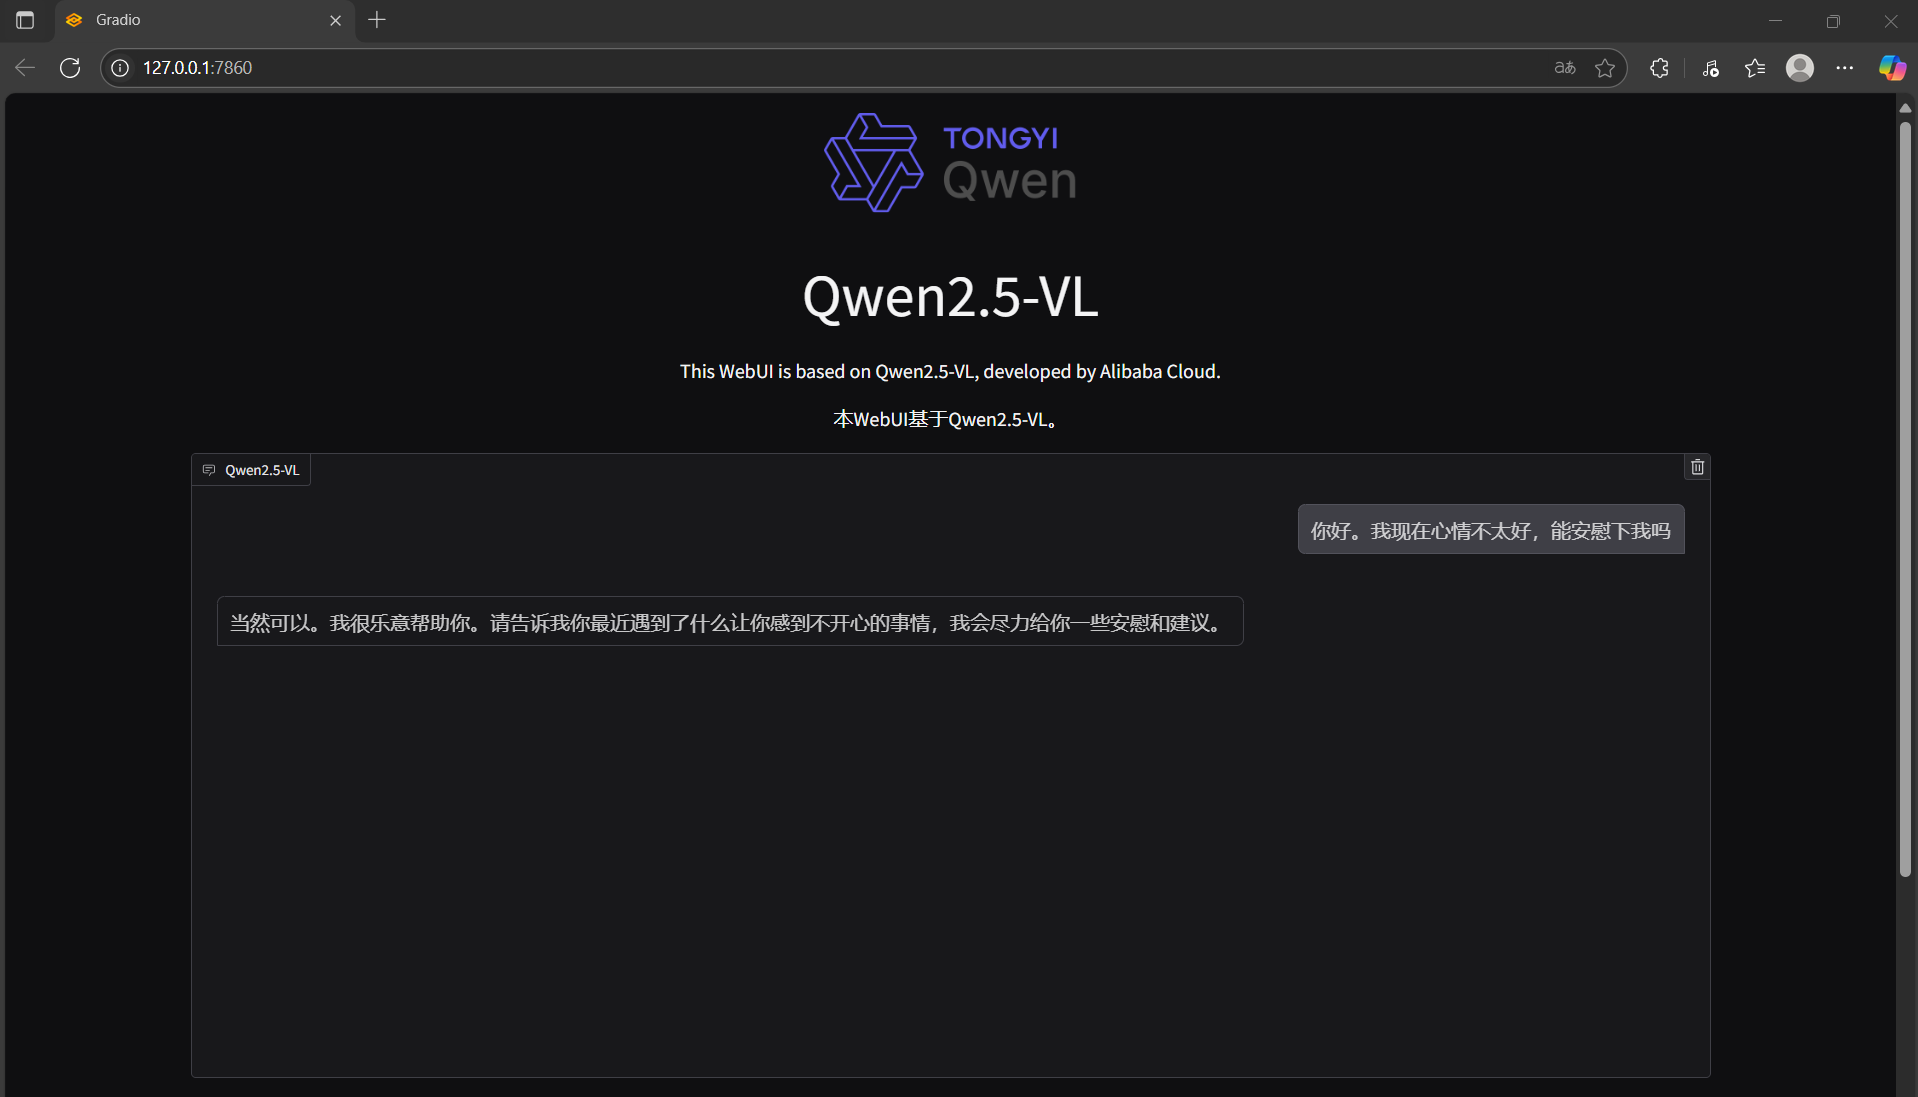 Gradio
127.0.0.1:7860
TONGYI
Qwen
Qwen2.5-VL
This WebUI is based on Qwen2.5-VL, developed by Alibaba Cloud.
本WebUI基于Qwen2.5-VL。
Qwen2.5-VL
你好。我现在心情不太好，能安慰下我吗
当然可以。我很乐意帮助你。请告诉我你最近遇到了什么让你感到不开心的事情，我会尽力给你一些安慰和建议。